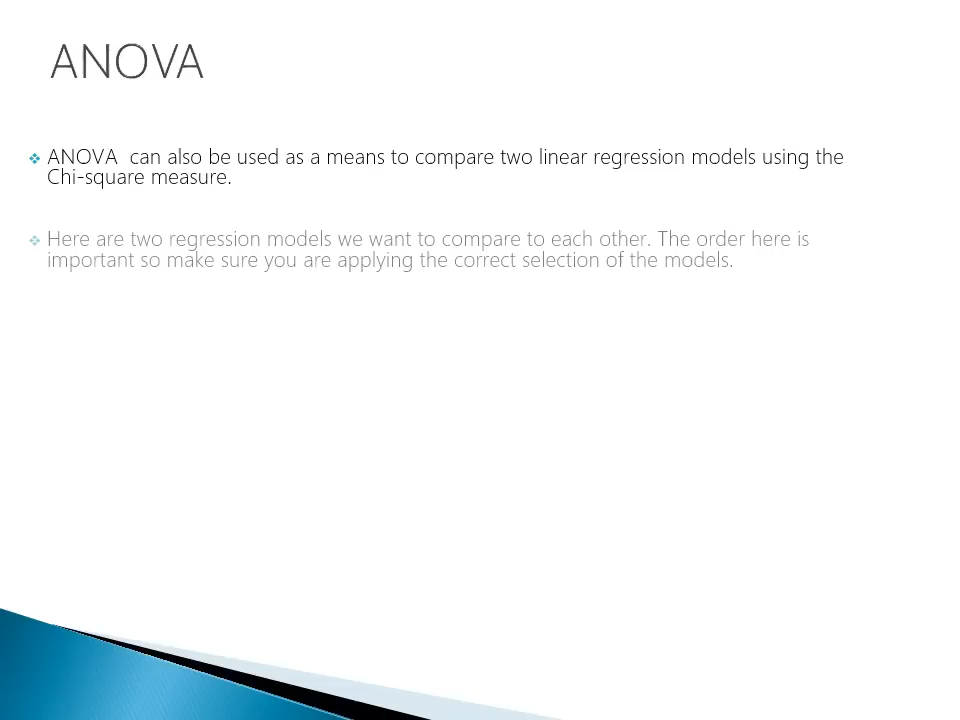 ANOVA
ANOVA  can also be used as a means to compare two linear regression models using the
Chi-square measure.
Here are two regression models we want to compare to each other. The order here is
important so make sure you are applying the correct selection of the models.